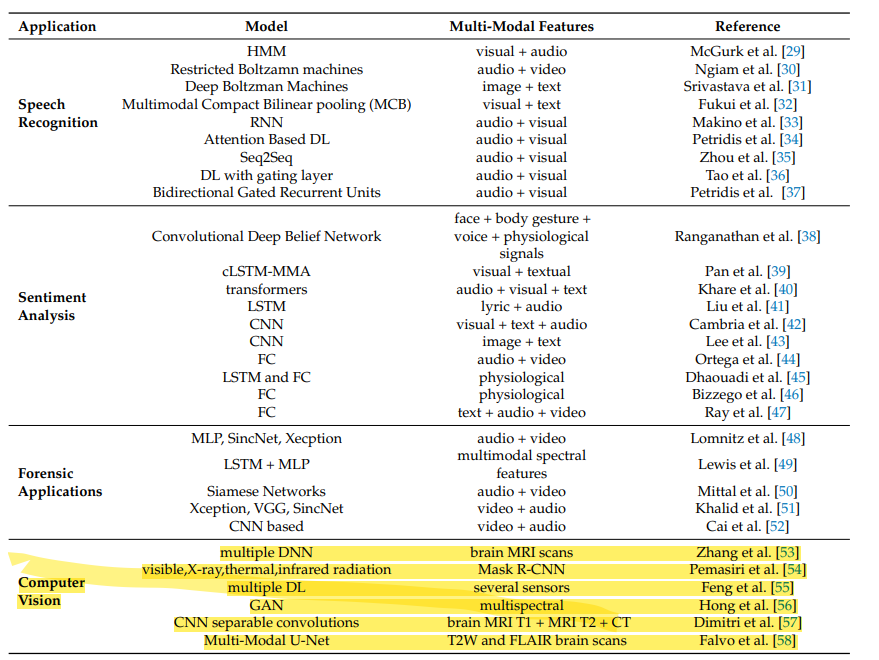 Application Model Multi-Modal Features Reference
HMM visual + audio McGurk et al. [29]
Restricted Boltzamn machines audio + video Ngiam et al. [30]
Deep Boltzman Machines image + text Srivastava et al. [31]
Speech
Multimodal Compact Bilinear pooling (MCB) visual + text Fukui et al. [32]
Recognition
RNN audio + visual Makino et al. [33]
Attention Based DL audio + visual Petridis et al. [34]
Seq2Seq audio + visual Zhou et al. [35]
DL with gating layer audio + visual Tao et al. [36]
Bidirectional Gated Recurrent Units audio + visual Petridis et al. [37]
face + body gesture +
Convolutional Deep Belief Network voice + physiological Ranganathan et al. [38]
signals
cLSTM-MMA visual + textual Pan et al. [39]
transformers audio + visual + text Khare et al. [40]
Sentiment
LSTM lyric + audio Liu et al. [41]
Analysis
CNN visual + text + audio Cambria et al. [42]
CNN image + text Lee et al. [43]
FC audio + video Ortega et al. [44]
LSTM and FC physiological Dhaouadi et al. [45]
FC physiological Bizzego et al. [46]
FC text + audio + video Ray et al. [47]
MLP, SincNet, Xception audio + video Lomnitz et al. [48]
multimodal spectral
LSTM + MLP Lewis et al. [49]
features
Forensic
Applications
Siamese Networks audio + video Mittal et al. [50]
Xception, VGG, SincNet video + audio Khalid et al. [51]
CNN based video + audio Cai et al. [52]
multiple DNN brain MRI scans Zhang et al. [53]
visible,X-ray,thermal,infrared radiation Mask R-CNN Pemasiri et al. [54]
Computer
multiple DL several sensors Feng et al. [55]
Vision
GAN multispectral Hong et al. [56]
CNN separable convolutions brain MRI T1 + MRI T2 + CT Dimitri et al. [57]
Multi-Modal U-Net T2W and FLAIR brain scans Falvo et al. [58]